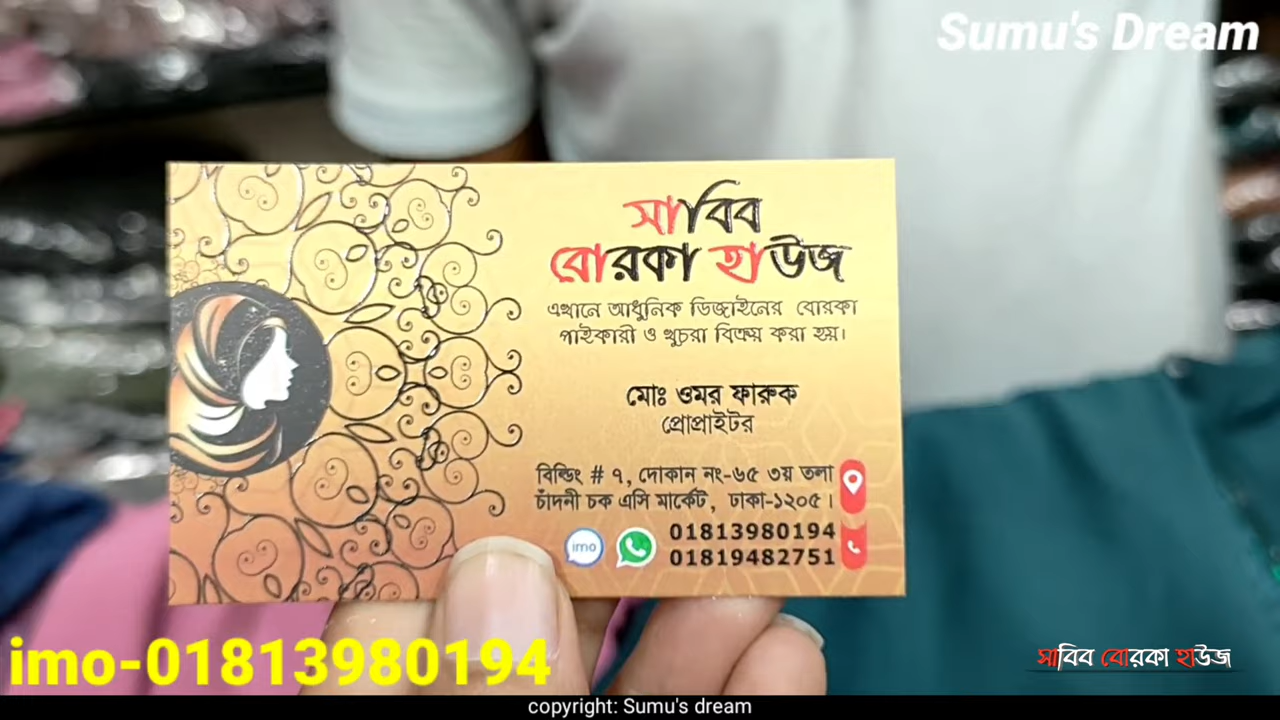 Sumu's Dream
সাবিব
বোরকা হাউজ
এখানে আধুনিক ডিজাইনের বোরকা
পাইকারী ও খুচরা বিক্রয় করা হয়।
মোঃ ওমর ফারুক
প্রোপ্রাইটর
বিল্ডিং # ৭, দোকান নং-৬৫ ৩য় তলা
চাঁদনী চক এসি মার্কেট, ঢাকা-১২০৫।
01813980194
imo
01819482751
imo-01813980194
সাবিব বোরকা হাউজ
copyright: Sumu's dream